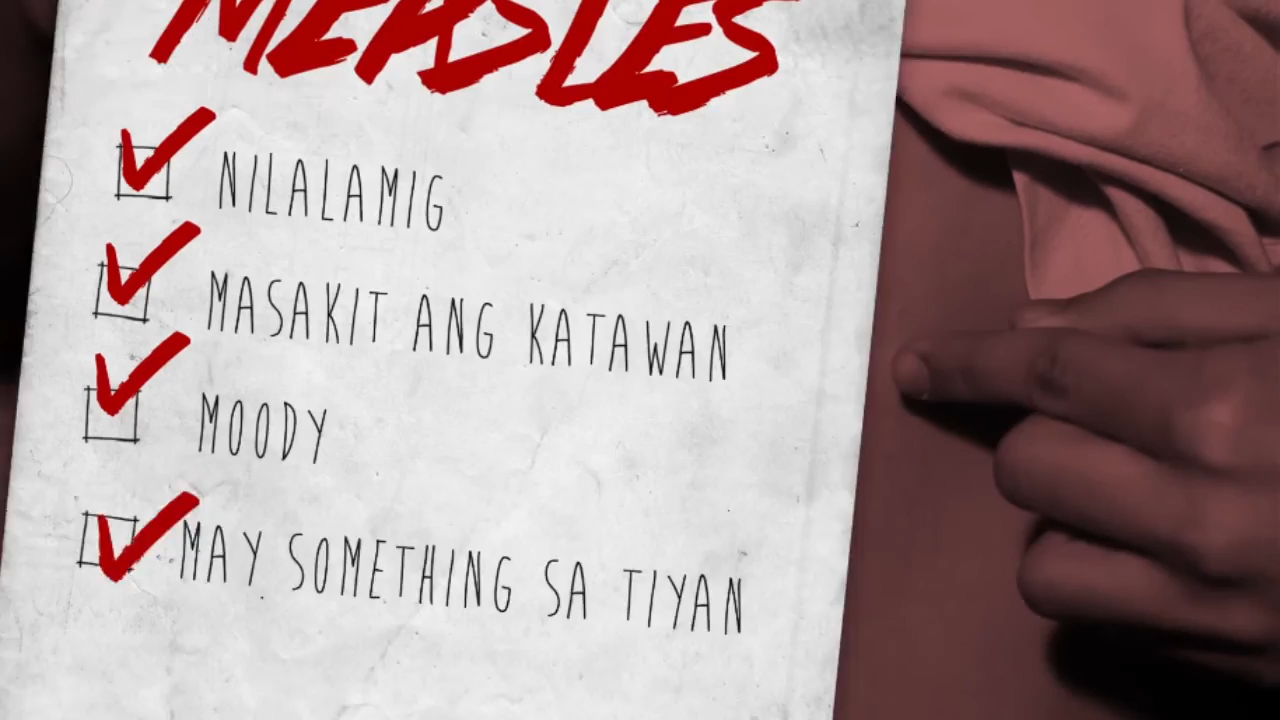 MEASLES
NILALAMIG
MASAKIT ANG KATAWAN
MOODY
MAY SOMETHING SA TIYAN